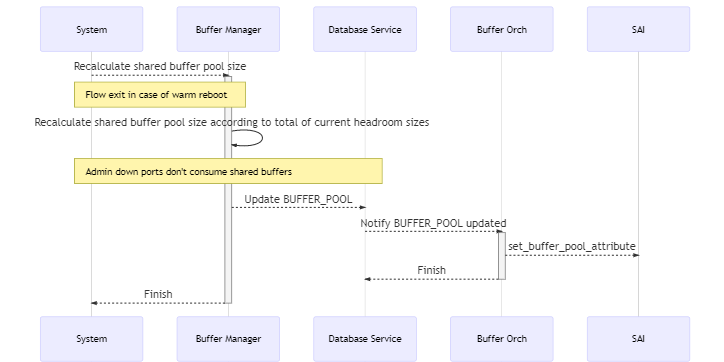 System
Buffer Manager
Database Service
Buffer Orch
SAI
Recalculate shared buffer pool size
Flow exit in case of warm reboot
Recalculate shared buffer pool size according to total of current headroom sizes
Admin down ports don't consume shared buffers
Update BUFFER_POOL
Notify BUFFER_POOL updated
set_buffer_pool_attribute
Finish
Finish
System
Buffer Manager
Database Service
Buffer Orch
SAI